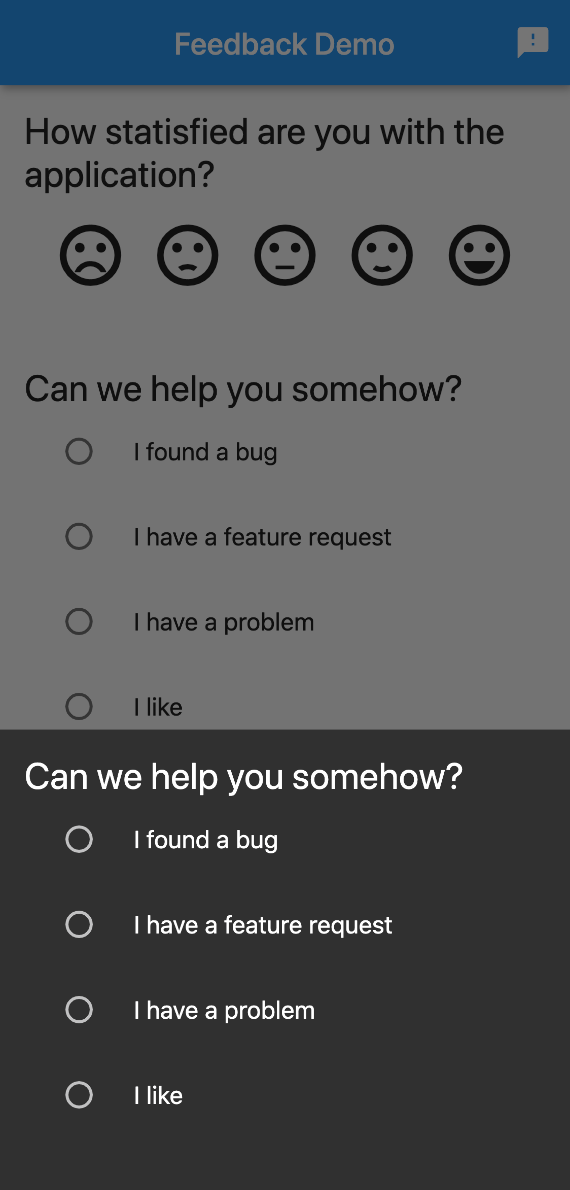 Feedback Demo
How statisfied are you with the
application?
Can we help you somehow?
I found a bug
I have a feature request
I have a problem
I like
Can we help you somehow?
I found a bug
I have a feature request
I have a problem
I like